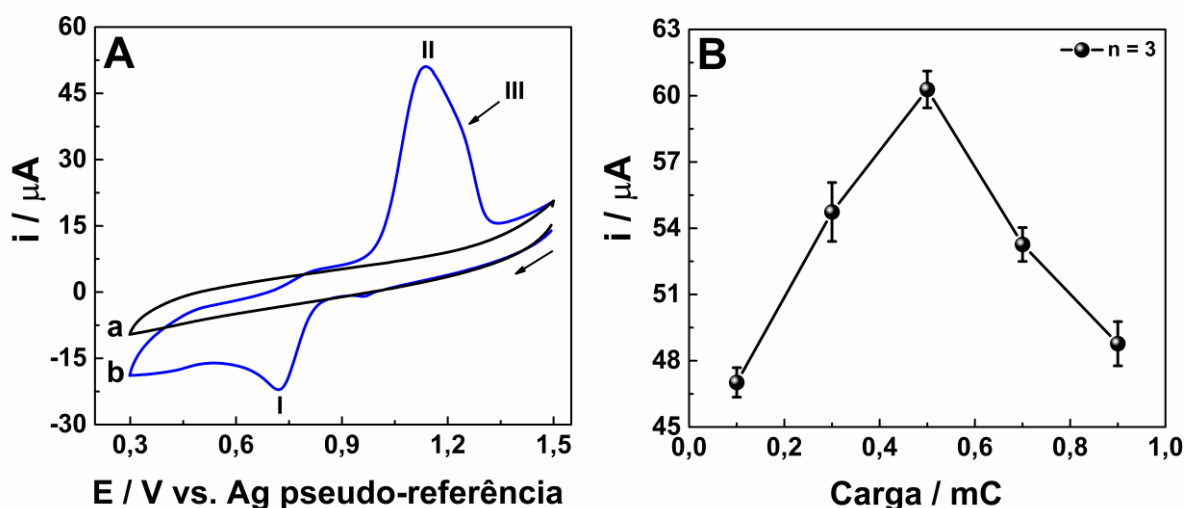 A
60
45
30
15
0
-15
-30
i / μA
II
III
a
b
I
0,3 0,6 0,9 1,2 1,5
E / V vs. Ag pseudo-referência
B
n = 3
63
60
57
54
51
48
45
i / μA
0,0 0,2 0,4 0,6 0,8 1,0
Carga / mC